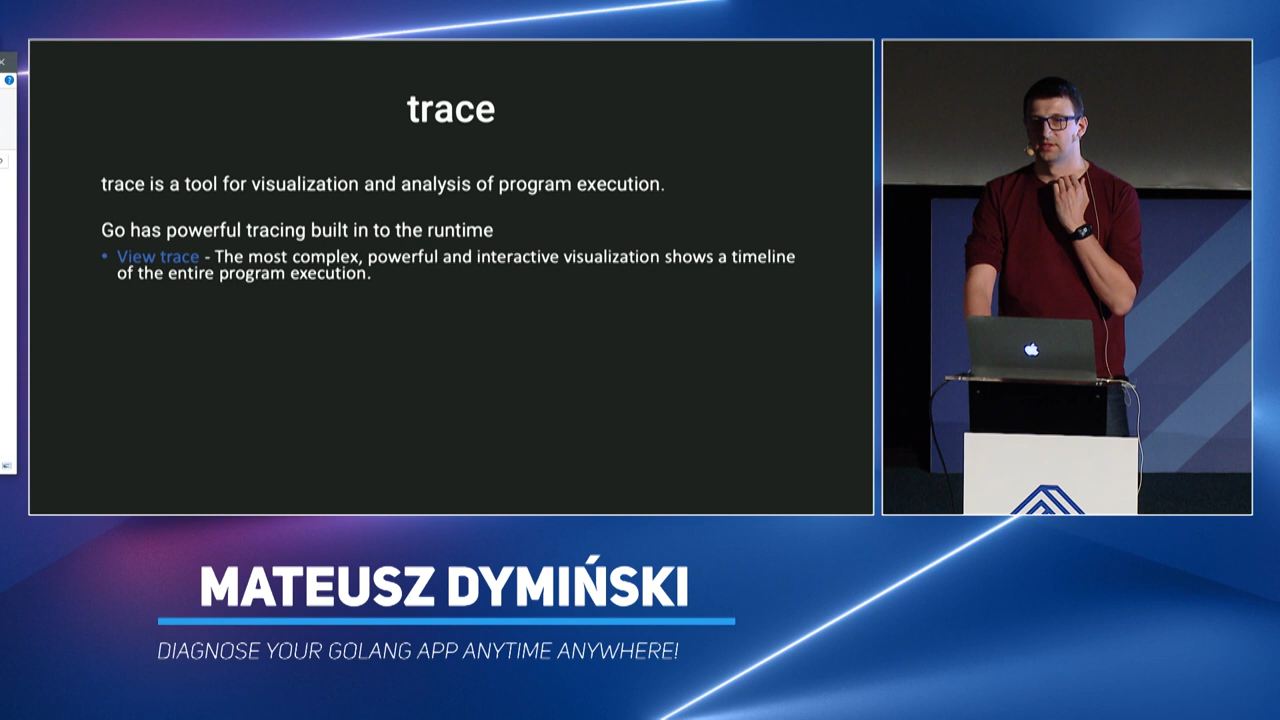 trace
trace is a tool for visualization and analysis of program execution.
Go has powerful tracing built in to the runtime
• View trace - The most complex, powerful and interactive visualization shows a timeline
of the entire program execution.
MATEUSZ DYMIŃSKI
DIAGNOSE YOUR GOLANG APP ANYTIME ANYWHERE!